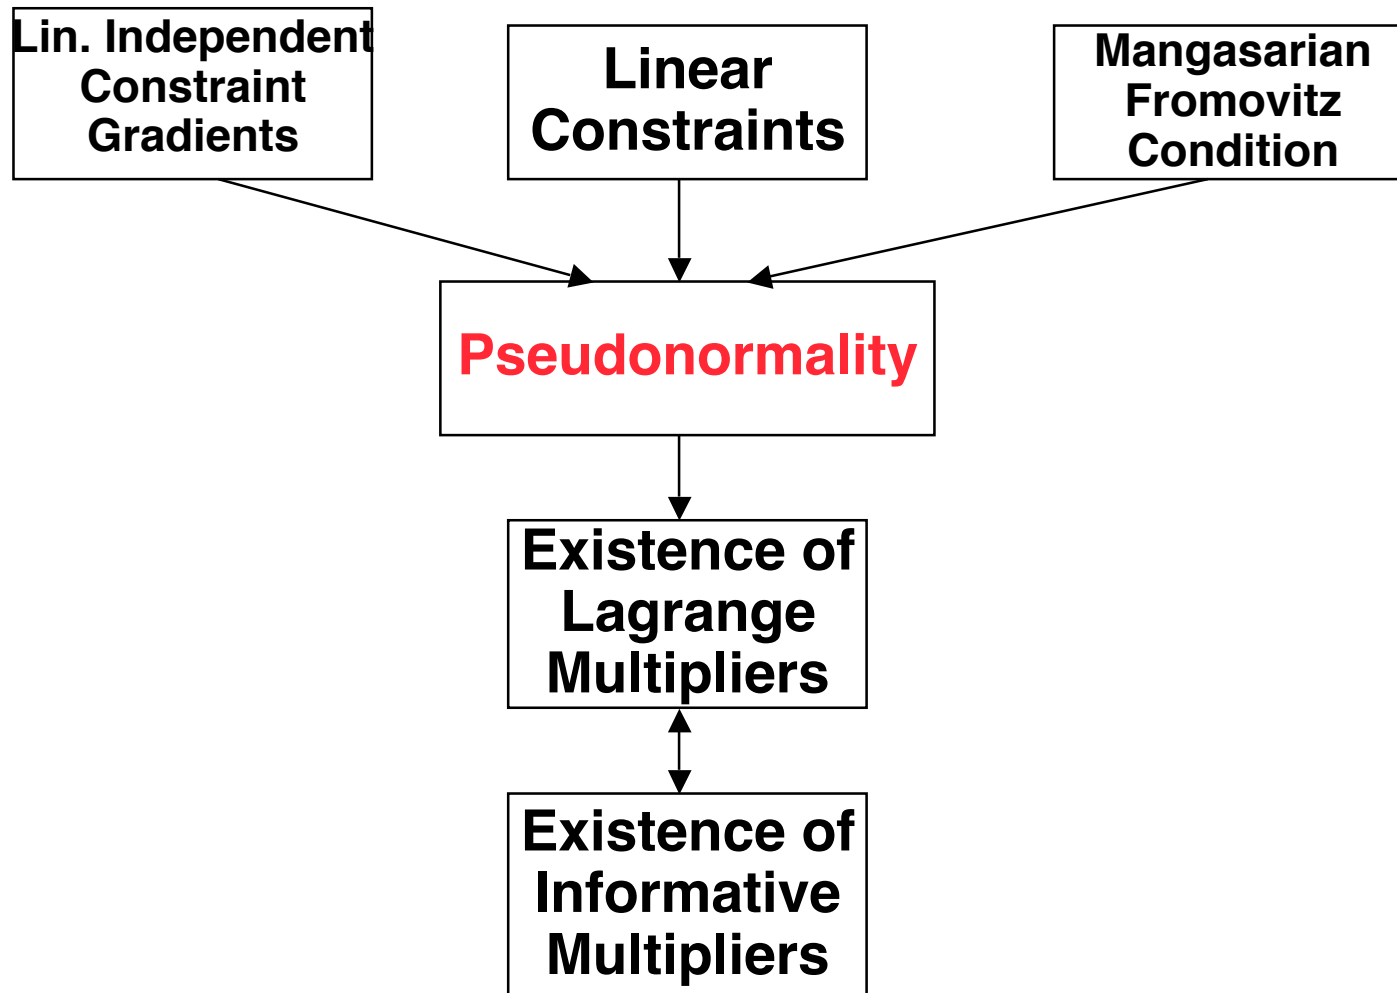 Lin. Independent
Constraint
Gradients
Linear
Constraints
Mangasarian
Fromovitz
Condition
Pseudonormality
Existence of
Lagrange
Multipliers
Existence of
Informative
Multipliers